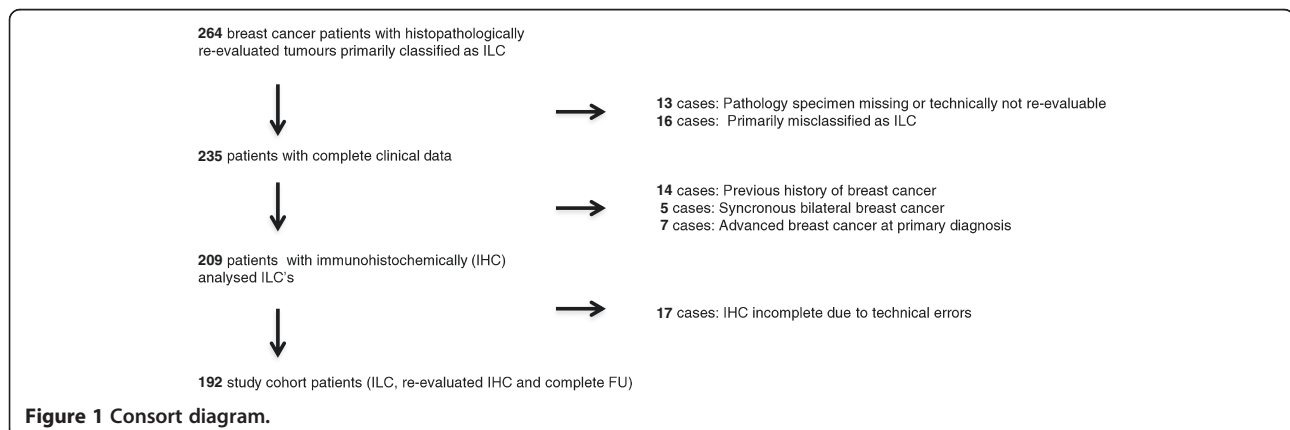 264 breast cancer patients with histopathologically
re-evaluated tumours primarily classified as ILC
13 cases: Pathology specimen missing or technically not re-evaluable
16 cases: Primarily misclassified as ILC
235 patients with complete clinical data
14 cases: Previous history of breast cancer
5 cases: Syncronous bilateral breast cancer
7 cases: Advanced breast cancer at primary diagnosis
209 patients with immunohistochemically (IHC)
analysed ILC's
17 cases: IHC incomplete due to technical errors
192 study cohort patients (ILC, re-evaluated IHC and complete FU)
Figure 1 Consort diagram.